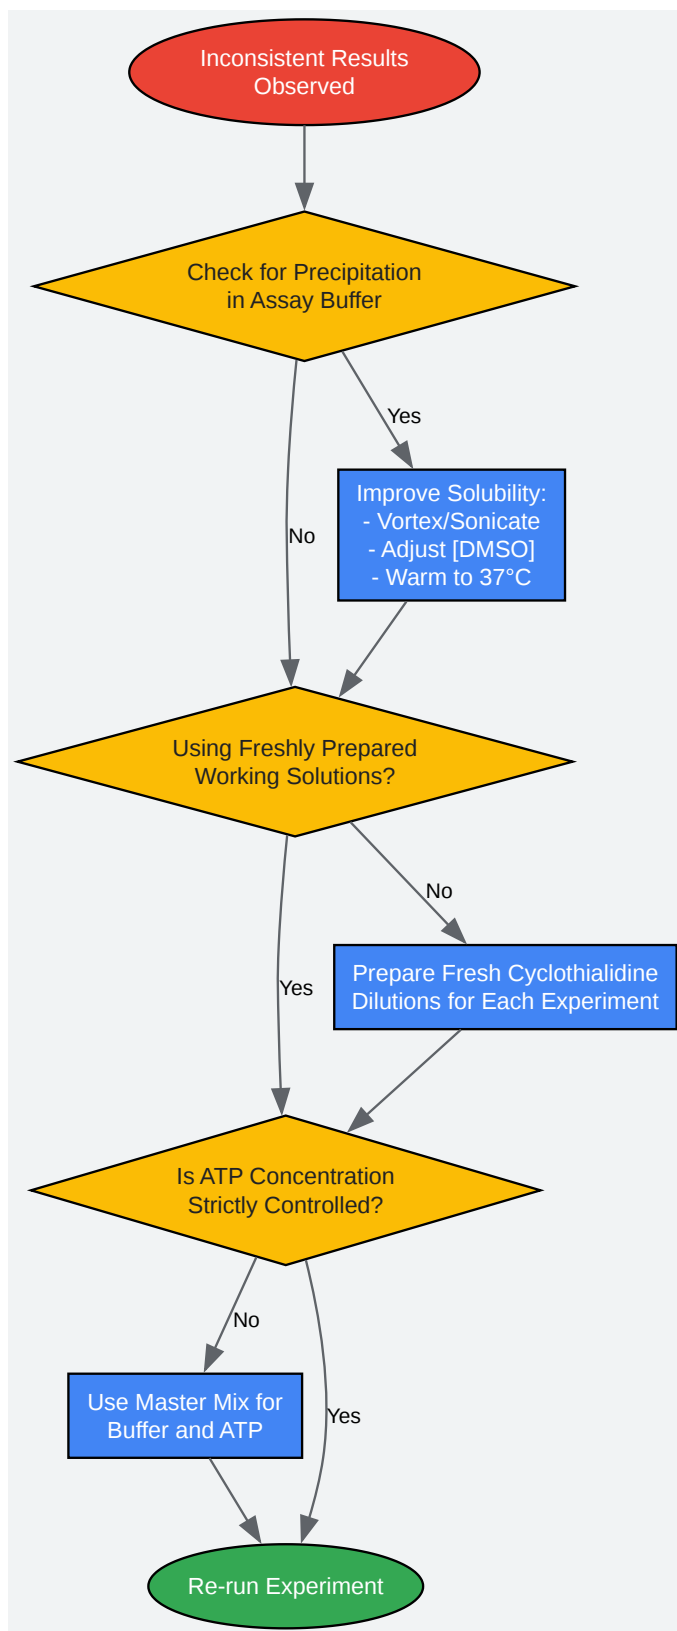 Inconsistent Results
Observed
Check for Precipitation
in Assay Buffer
Yes
Improve Solubility:
- Vortex/Sonicate
- Adjust [DMSO]
- Warm to 37°C
No
Using Freshly Prepared
Working Solutions?
No
Prepare Fresh Cyclothialidine
Dilutions for Each Experiment
Yes
Is ATP Concentration
Strictly Controlled?
No
Use Master Mix for
Buffer and ATP
Yes
Re-run Experiment